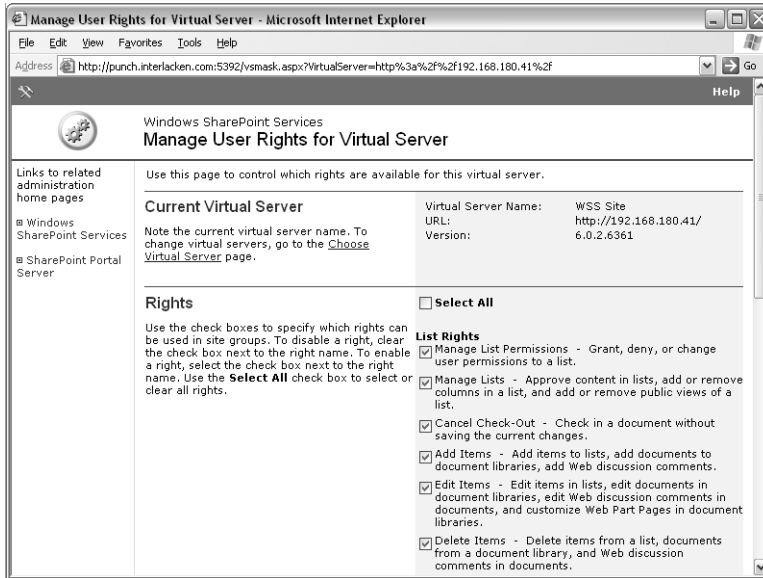 Manage User Rights for Virtual Server - Microsoft Internet Explorer
File Edit View Favorites Tools Help
Address http://punch.interlacken.com:5392/vsmask.aspx?VirtualServer=http%3a%2f%2f192.168.180.41%2f Go
Help
Windows SharePoint Services
Manage User Rights for Virtual Server
Links to related
administration
home pages
Windows
SharePoint Services
SharePoint Portal
Server
Use this page to control which rights are available for this virtual server.
Current Virtual Server
Note the current virtual server name. To
change virtual servers, go to the Choose
Virtual Server page.
Virtual Server Name: WSS Site
URL: http://192.168.180.41/
Version: 6.0.2.6361
Rights
Use the check boxes to specify which rights can
be used in site groups. To disable a right, clear
the check box next to the right name. To enable
a right, select the check box next to the right
name. Use the Select All check box to select or
clear all rights.
Select All
List Rights
Manage List Permissions - Grant, deny, or change
user permissions to a list.
Manage Lists - Approve content in lists, add or remove
columns in a list, and add or remove public views of a
list.
Cancel Check-Out - Check in a document without
saving the current changes.
Add Items - Add items to lists, add documents to
document libraries, add Web discussion comments.
Edit Items - Edit items in lists, edit documents in
document libraries, edit Web discussion comments in
documents, and customize Web Part Pages in document
libraries.
Delete Items - Delete items from a list, documents
from a document library, and Web discussion
comments in documents.